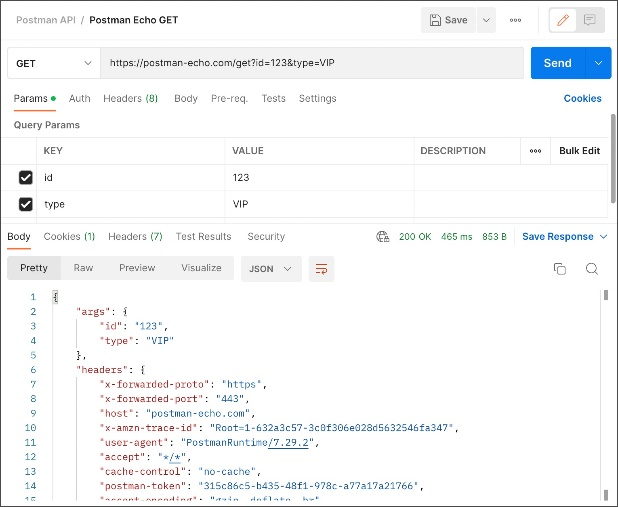 Postman API / Postman Echo GET Save ooo
GET https://postman-echo.com/get?id=123&type=VIP Send
Params Auth Headers (8) Body Pre-req. Tests Settings Cookies
Query Params
KEY VALUE DESCRIPTION ooo Bulk Edit
id 123
type VIP
Body Cookies (1) Headers (7) Test Results Security 200 OK 465 ms 853 B Save Response
Pretty Raw Preview Visualize JSON
1 {
2 "args": {
3 "id": "123",
4 "type": "VIP"
5 },
6 "headers": {
7 "x-forwarded-proto": "https",
8 "x-forwarded-port": "443",
9 "host": "postman-echo.com",
10 "x-amzn-trace-id": "Root=1-632a3c57-3c0f306e028d5632546fa347",
11 "user-agent": "PostmanRuntime/7.29.2",
12 "accept": "*/*",
13 "cache-control": "no-cache",
14 "postman-token": "315c86c5-b435-48f1-978c-a77a17a21766",
15 "accept-encoding": "gzip, deflate, br",